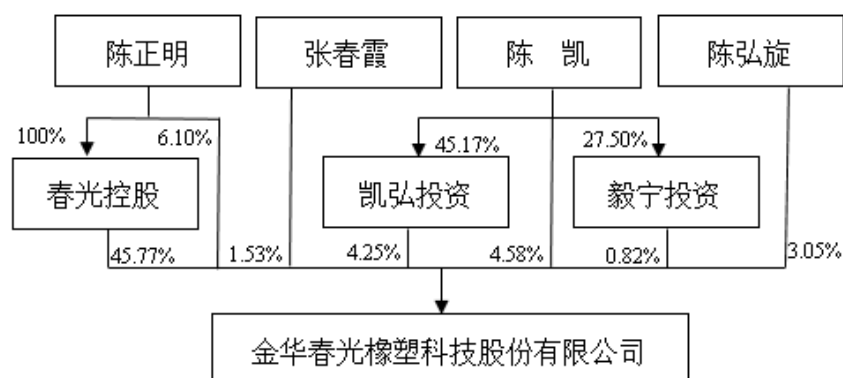 陈正明
张春霞
陈 凯
陈弘旋
100%
6.10%
45.17%
27.50%
春光控股
凯弘投资
毅宁投资
45.77%
1.53%
4.25%
4.58%
0.82%
3.05%
金华春光橡塑科技股份有限公司